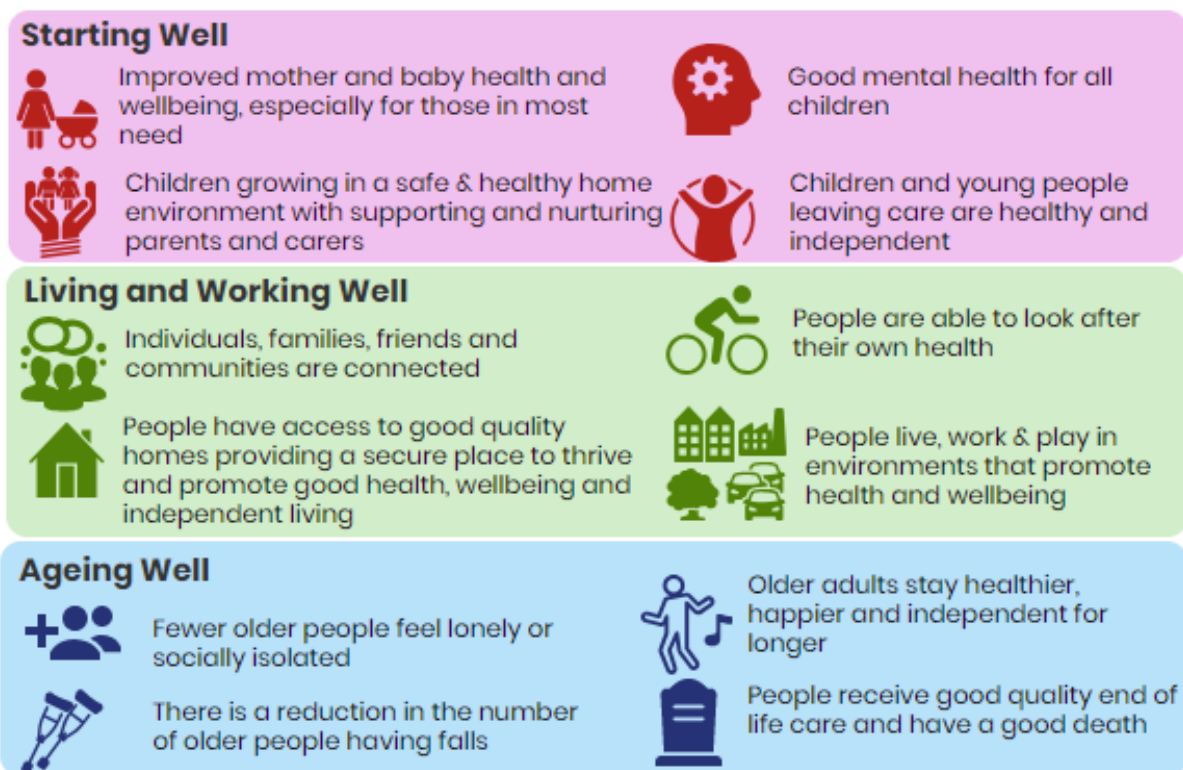 Starting Well
Improved mother and baby health and
wellbeing, especially for those in most
need
Good mental health for all
children
Children growing in a safe & healthy home
environment with supporting and nurturing
parents and carers
Children and young people
leaving care are healthy and
independent
Living and Working Well
Individuals, families, friends and
communities are connected
People are able to look after
their own health
People have access to good quality
homes providing a secure place to thrive
and promote good health, wellbeing and
independent living
People live, work & play in
environments that promote
health and wellbeing
Ageing Well
Fewer older people feel lonely or
socially isolated
Older adults stay healthier,
happier and independent for
longer
There is a reduction in the number
of older people having falls
People receive good quality end of
life care and have a good death